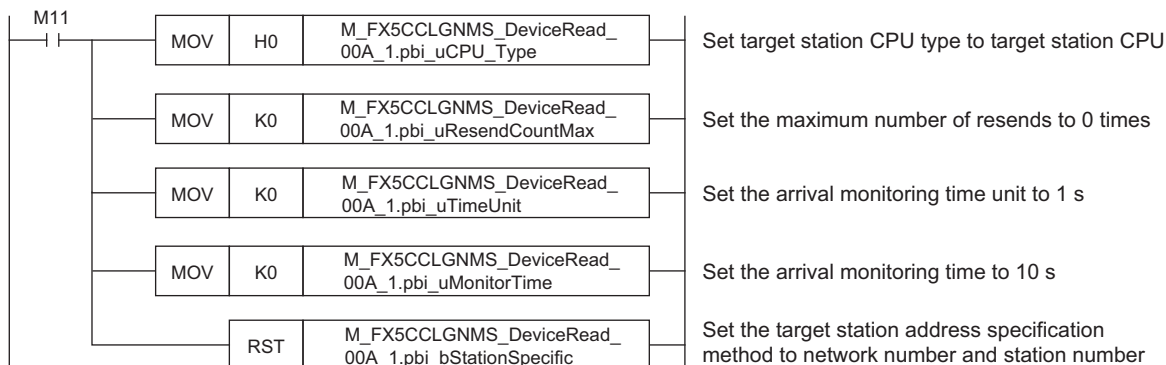 M11
MOV H0 M_FX5CCLGNMS_DeviceRead_
00A_1.pbi_uCPU_Type
Set target station CPU type to target station CPU
MOV K0 M_FX5CCLGNMS_DeviceRead_
00A_1.pbi_uResendCountMax
Set the maximum number of resends to 0 times
MOV K0 M_FX5CCLGNMS_DeviceRead_
00A_1.pbi_uTimeUnit
Set the arrival monitoring time unit to 1 s
MOV K0 M_FX5CCLGNMS_DeviceRead_
00A_1.pbi_uMonitorTime
Set the arrival monitoring time to 10 s
RST M_FX5CCLGNMS_DeviceRead_
00A_1.pbi_bStationSpecific
Set the target station address specification
method to network number and station number